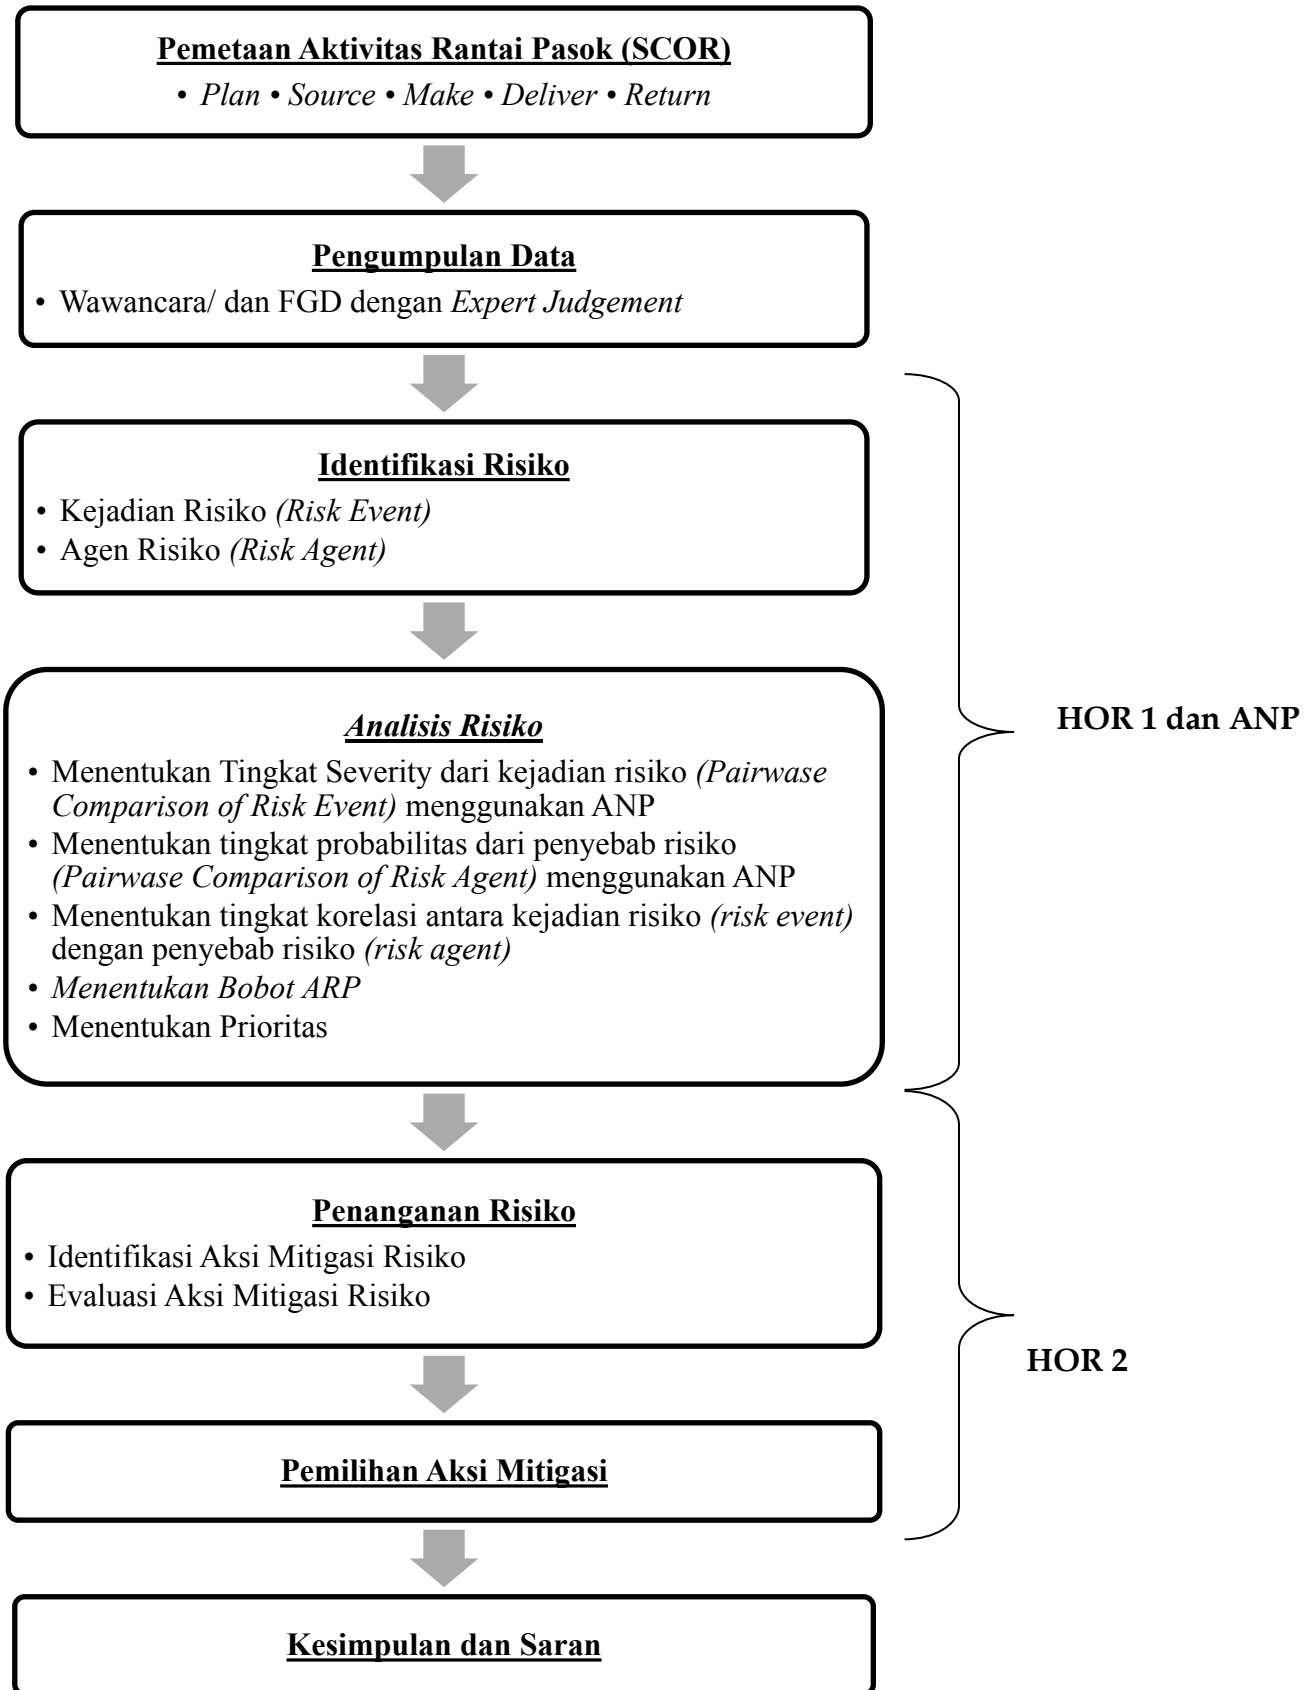 Pemetaan Aktivitas Rantai Pasok (SCOR)
• Plan • Source • Make • Deliver • Return
Pengumpulan Data
• Wawancara/ dan FGD dengan Expert Judgement
Identifikasi Risiko
• Kejadian Risiko (Risk Event)
• Agen Risiko (Risk Agent)
Analisis Risiko
• Menentukan Tingkat Severity dari kejadian risiko (Pairwase
Comparison of Risk Event) menggunakan ANP
• Menentukan tingkat probabilitas dari penyebab risiko
(Pairwase Comparison of Risk Agent) menggunakan ANP
• Menentukan tingkat korelasi antara kejadian risiko (risk event)
dengan penyebab risiko (risk agent)
• Menentukan Bobot ARP
• Menentukan Prioritas
HOR 1 dan ANP
Penanganan Risiko
• Identifikasi Aksi Mitigasi Risiko
• Evaluasi Aksi Mitigasi Risiko
HOR 2
Pemilihan Aksi Mitigasi
Kesimpulan dan Saran